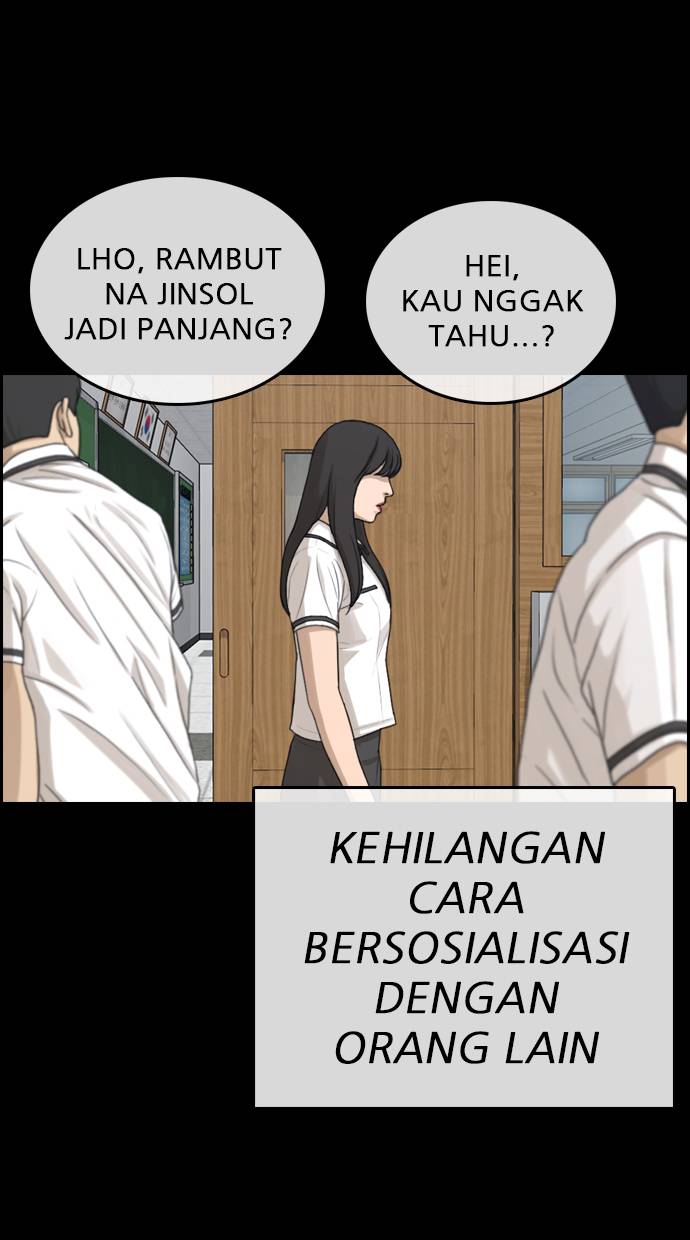 LHO, RAMBUT
NA JINSOL
JADI PANJANG?
HEI,
KAU NGGAK
TAHU...?
KEHILANGAN
CARA
BERSOSIALISASI
DENGAN
ORANG LAIN